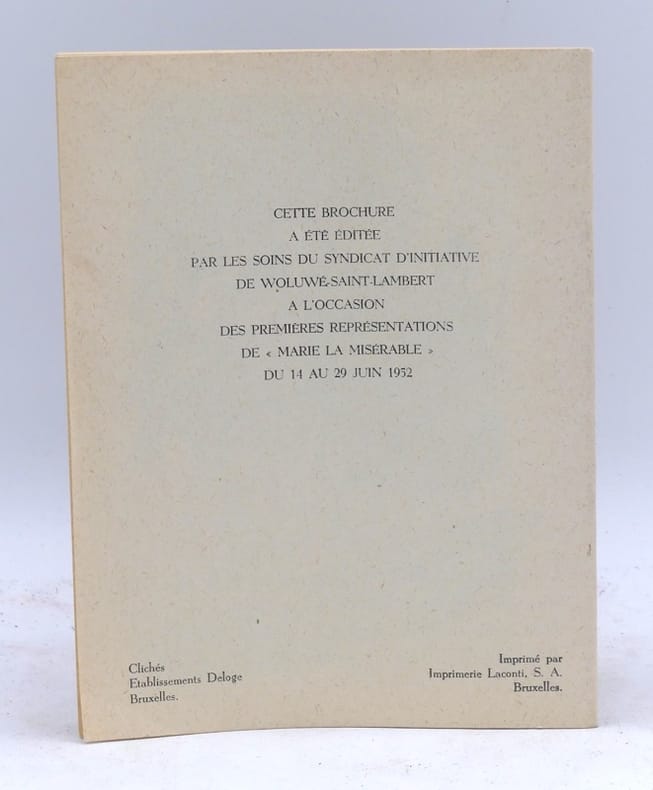 CETTE BROCHURE
A ÉTÉ ÉDITÉE
PAR LES SOINS DU SYNDICAT D'INITIATIVE
DE WOLUWÉ-SAINT-LAMBERT
A L'OCCASION
DES PREMIÈRES REPRÉSENTATIONS
DE « MARIE LA MISÉRABLE »
DU 14 AU 29 JUIN 1952
Clichés
Etablissements Deloge
Bruxelles.
Imprimé par
Imprimerie Laconti, S. A.
Bruxelles.